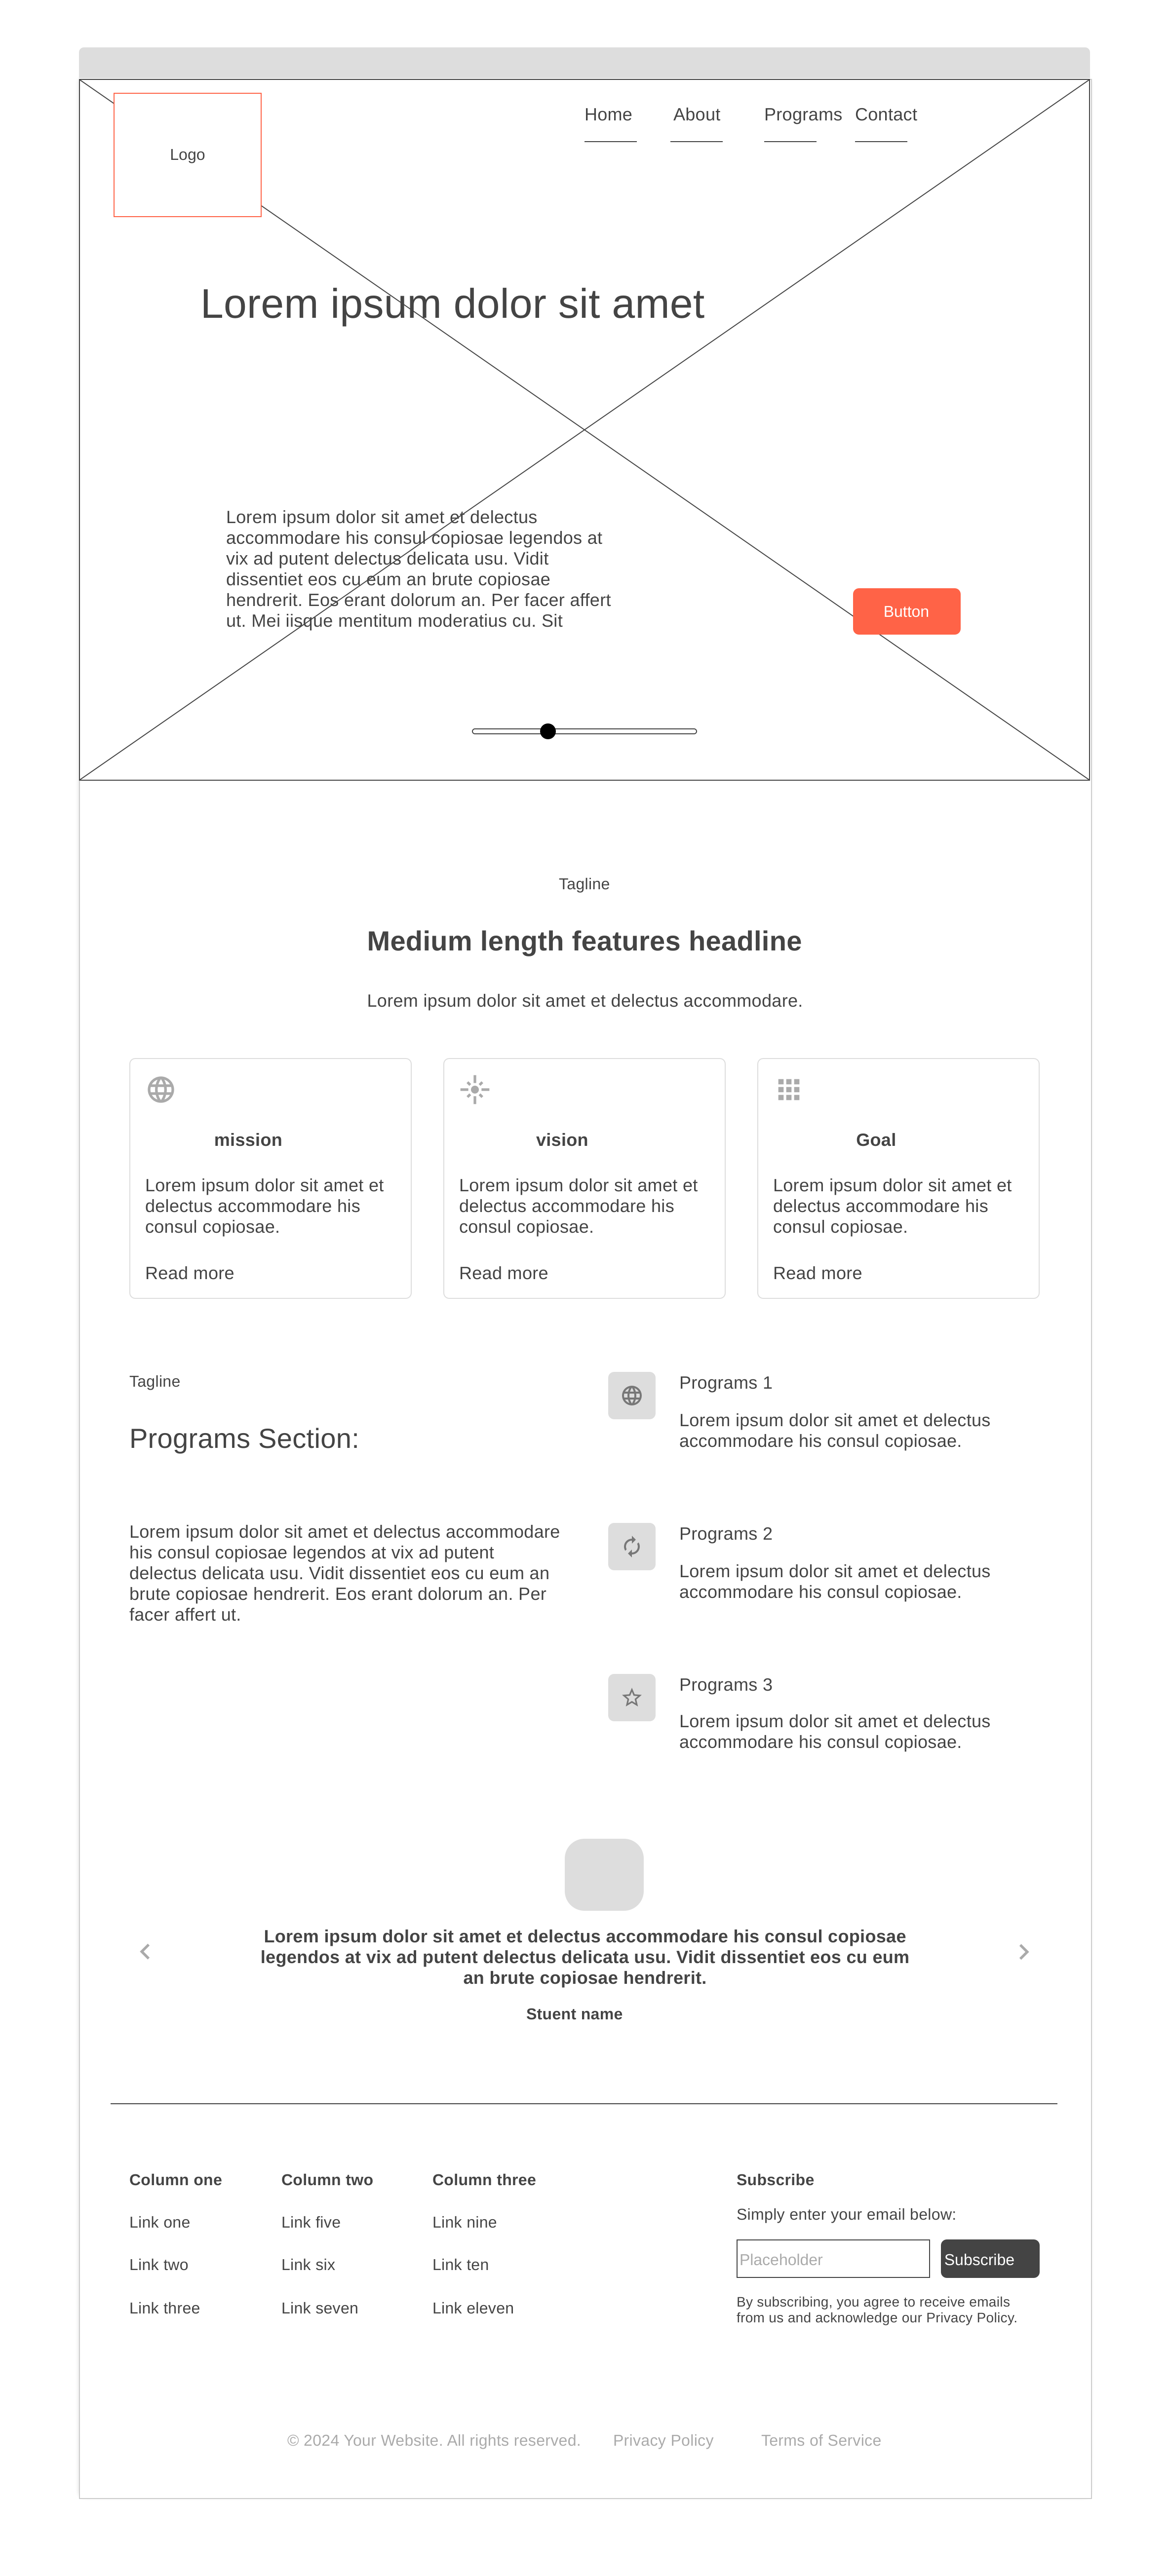 Logo
Home About Programs Contact
Lorem ipsum dolor sit amet
Lorem ipsum dolor sit amet et delectus
accommodare his consul copiosae legendos at
vix ad putent delectus delicata usu. Vidit
dissentiet eos cu eum an brute copiosae
hendrerit. Eos erant dolorum an. Per facer affert
ut. Mei iisque mentitum moderatius cu. Sit
Button
Tagline
Medium length features headline
Lorem ipsum dolor sit amet et delectus accommodare.
mission
Lorem ipsum dolor sit amet et
delectus accommodare his
consul copiosae.
Read more
vision
Lorem ipsum dolor sit amet et
delectus accommodare his
consul copiosae.
Read more
Goal
Lorem ipsum dolor sit amet et
delectus accommodare his
consul copiosae.
Read more
Tagline
Programs Section:
Lorem ipsum dolor sit amet et delectus accommodare
his consul copiosae legendos at vix ad putent
delectus delicata usu. Vidit dissentiet eos cu eum an
brute copiosae hendrerit. Eos erant dolorum an. Per
facer affert ut.
Programs 1
Lorem ipsum dolor sit amet et delectus
accommodare his consul copiosae.
Programs 2
Lorem ipsum dolor sit amet et delectus
accommodare his consul copiosae.
Programs 3
Lorem ipsum dolor sit amet et delectus
accommodare his consul copiosae.
Lorem ipsum dolor sit amet et delectus accommodare his consul copiosae
legendos at vix ad putent delectus delicata usu. Vidit dissentiet eos cu eum
an brute copiosae hendrerit.
Stuent name
Column one
Link one
Link two
Link three
Column two
Link five
Link six
Link seven
Column three
Link nine
Link ten
Link eleven
Subscribe
Simply enter your email below:
Placeholder
Subscribe
By subscribing, you agree to receive emails
from us and acknowledge our Privacy Policy.
© 2024 Your Website. All rights reserved. Privacy Policy Terms of Service